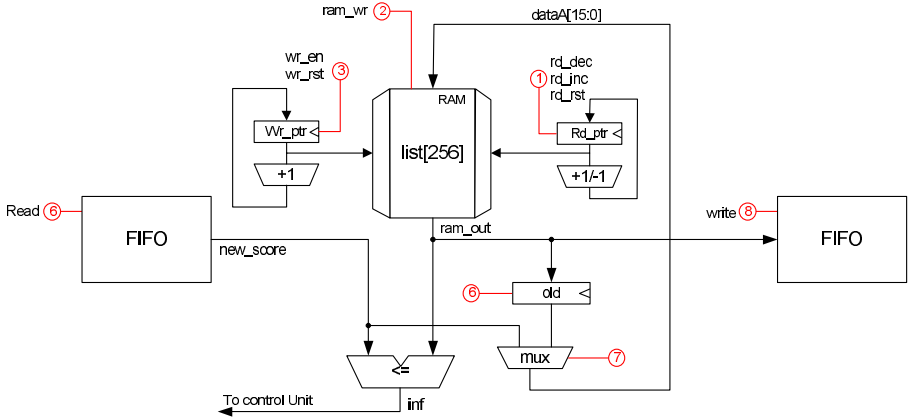 ram_wr
2
dataA[15:0]
wr_en
wr_rst
3
rd_dec
rd_inc
rd_rst
1
RAM
Wr_ptr
list[256]
Rd_ptr
+1
+1/-1
Read
6
FIFO
new_score
ram_out
write
8
FIFO
6
old
mux
7
<=
To control Unit
inf